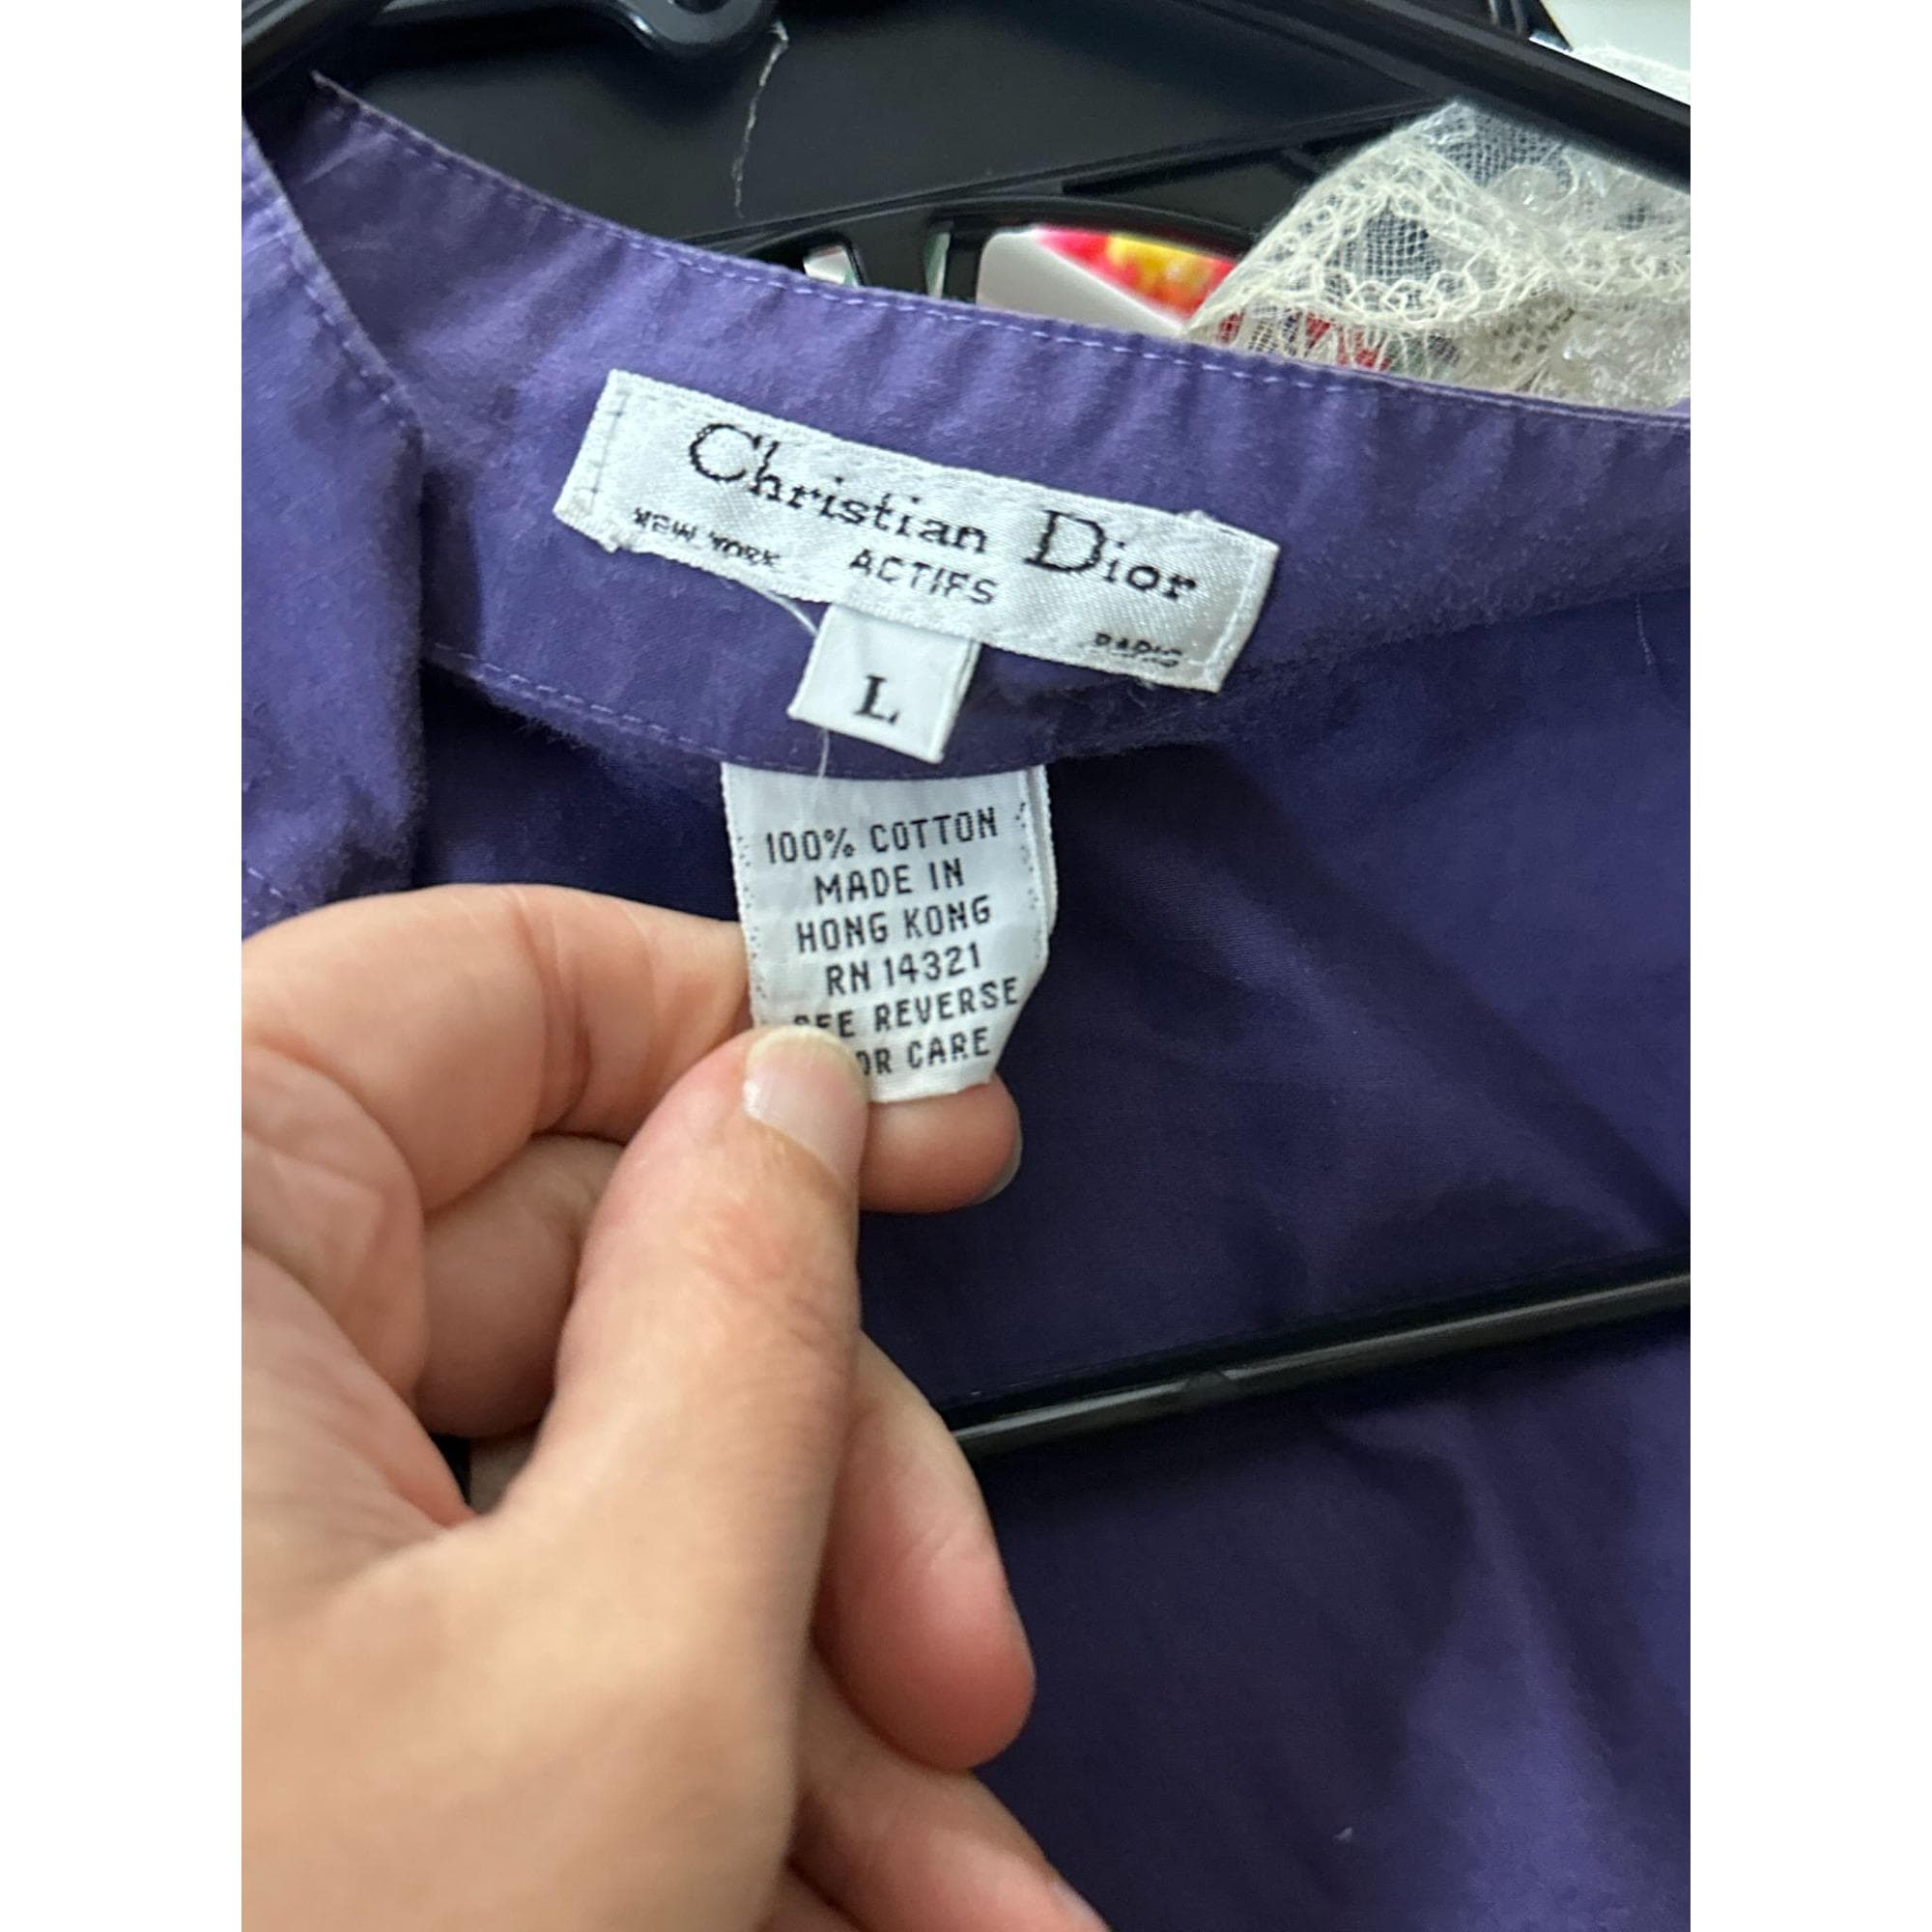 Christian Dior
NEW YORK ACTIFS PARIS
L
100% COTTON
MADE IN
HONG KONG
RN 14321
SEE REVERSE
FOR CARE